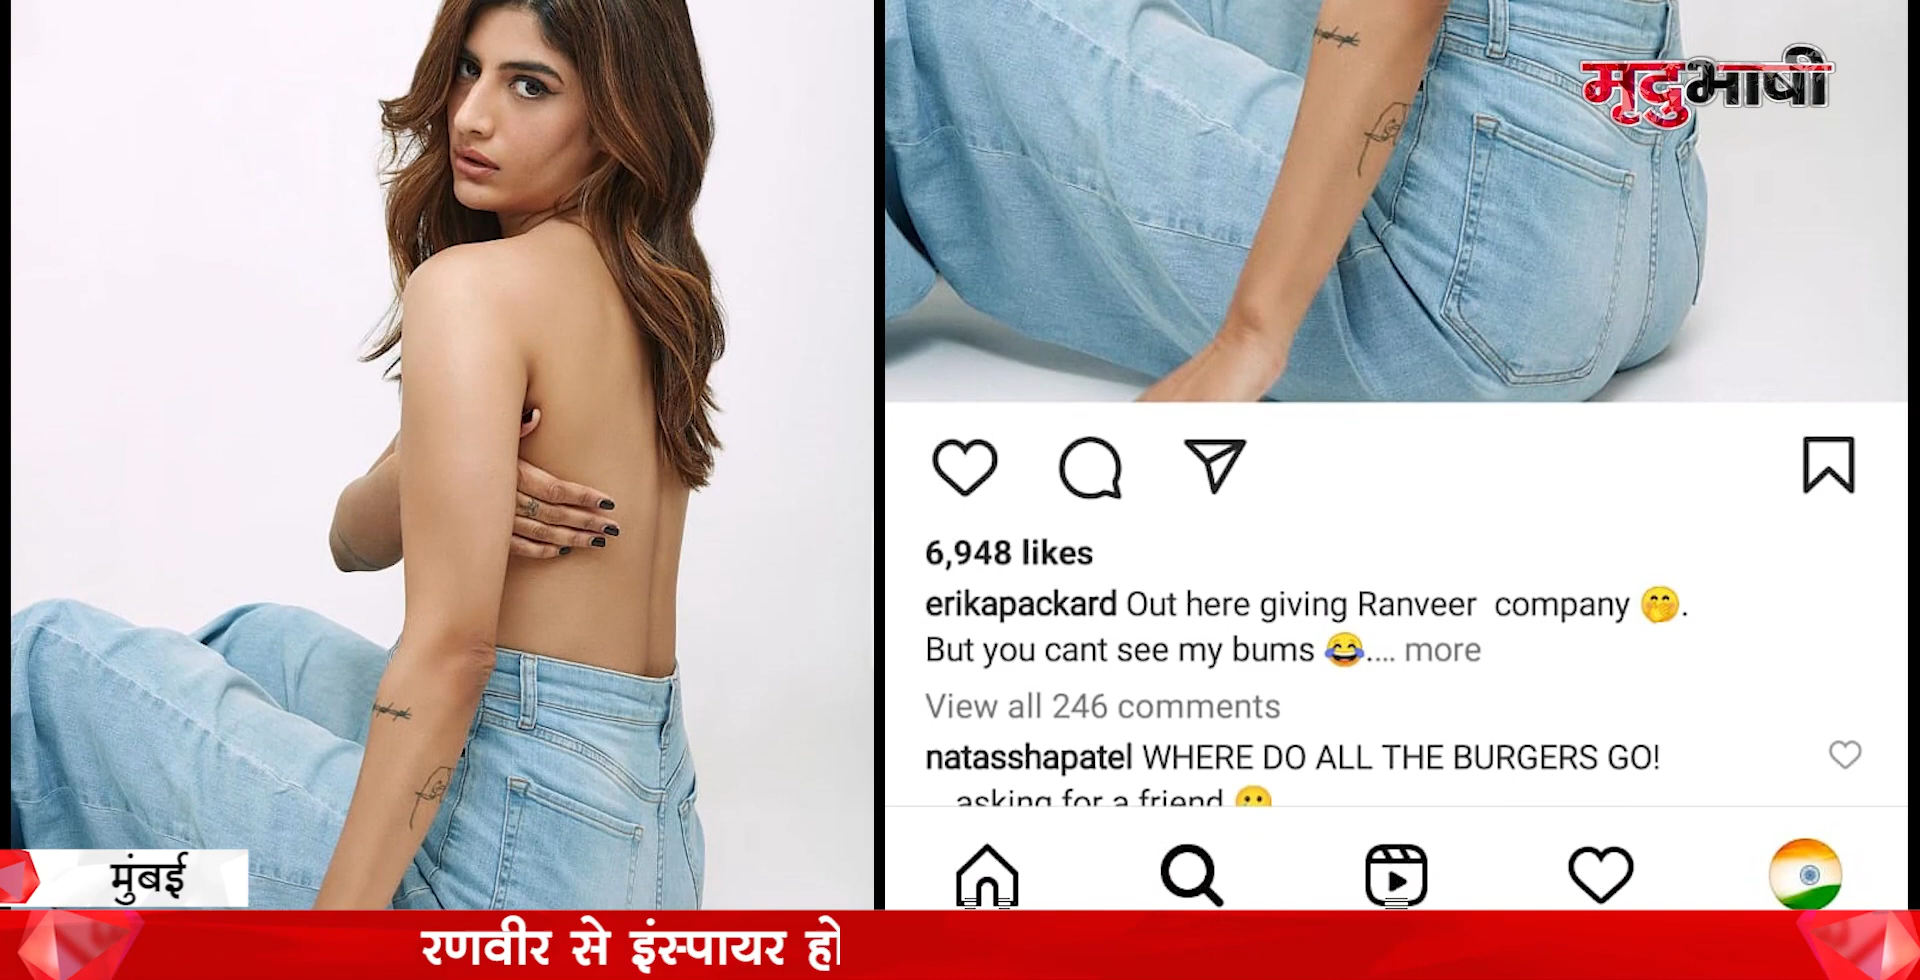 मृदुभाषी
6,948 likes
erikapackard Out here giving Ranveer company 🤭.
But you cant see my bums 😂.... more
View all 246 comments
natasshapatel WHERE DO ALL THE BURGERS GO!
asking for a friend
मुंबई
रणवीर से इंस्पायर हो